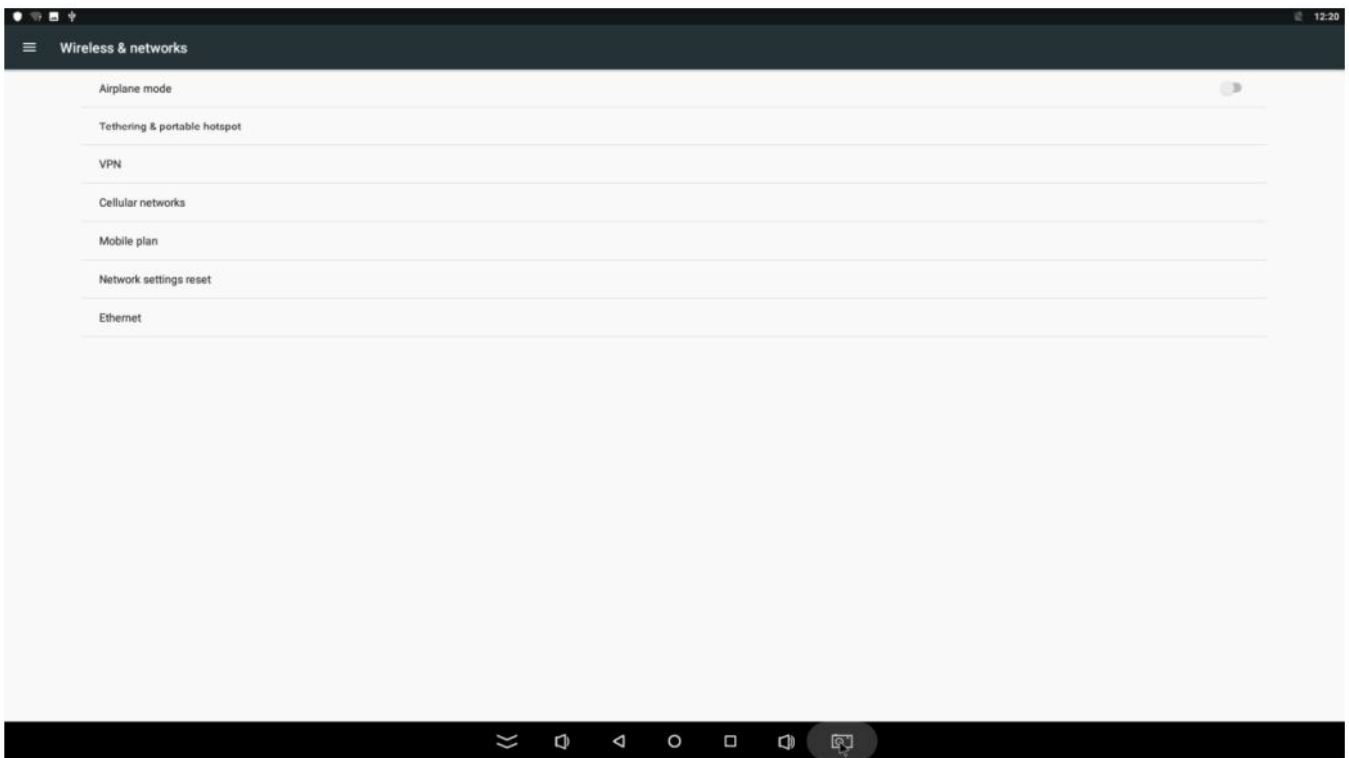 12:20
Wireless & networks
Airplane mode
Tethering & portable hotspot
VPN
Cellular networks
Mobile plan
Network settings reset
Ethernet